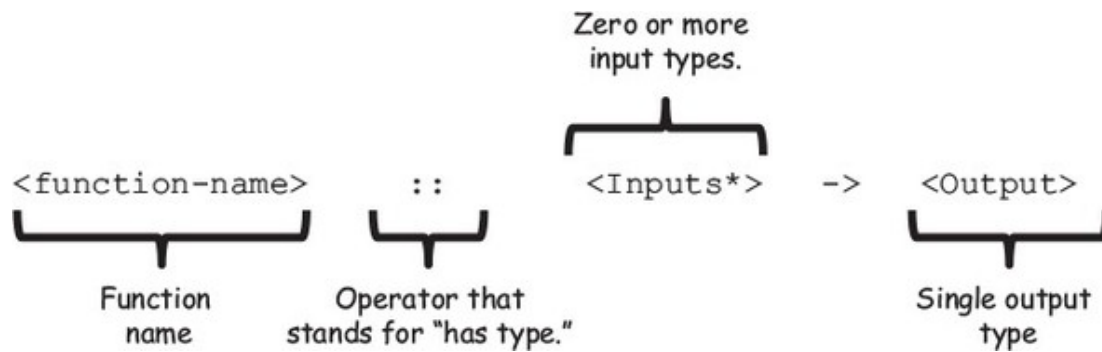 Zero or more
input types.
<function-name> :: <Inputs*> -> <Output>
Function
name
Operator that
stands for “has type.”
Single output
type